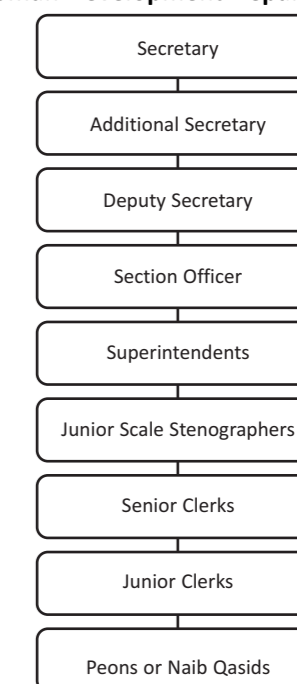 Secretary
Additional Secretary
Deputy Secretary
Section Officer
Superintendents
Junior Scale Stenographers
Senior Clerks
Junior Clerks
Peons or Naib Qasids